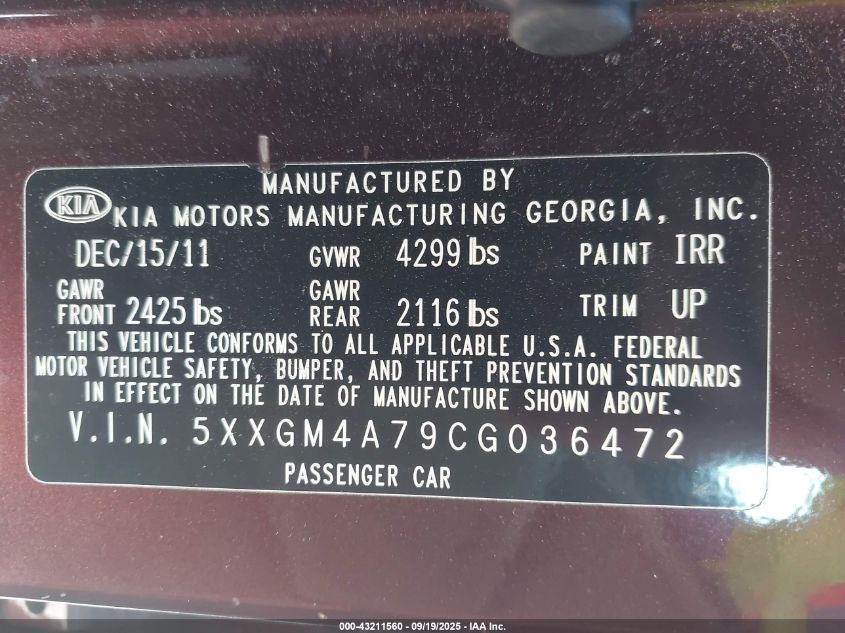 MANUFACTURED BY
KIA KIA MOTORS MANUFACTURING GEORGIA, INC.
DEC/15/11 GVWR 4299 lbs PAINT IRR
GAWR FRONT 2425 lbs GAWR REAR 2116 lbs TRIM UP
THIS VEHICLE CONFORMS TO ALL APPLICABLE U.S.A. FEDERAL
MOTOR VEHICLE SAFETY, BUMPER, AND THEFT PREVENTION STANDARDS
IN EFFECT ON THE DATE OF MANUFACTURE SHOWN ABOVE.
V.I.N. 5XXGM4A79CG036472
PASSENGER CAR
000-43211560 - 09/19/2025 - IAA Inc.